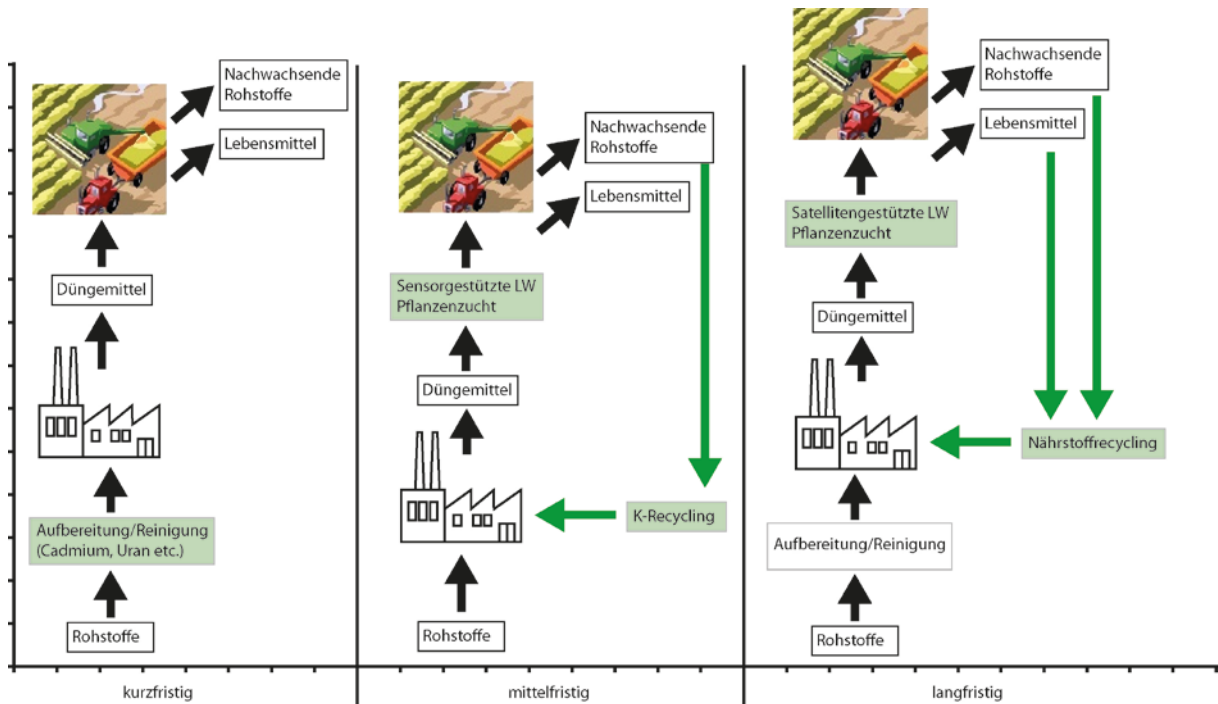 Nachwachsende
Rohstoffe
Lebensmittel
Düngemittel
Aufbereitung/Reinigung
(Cadmium, Uran etc.)
Rohstoffe
kurzfristig
Nachwachsende
Rohstoffe
Lebensmittel
Sensorgestützte LW
Pflanzenzucht
Düngemittel
K-Recycling
Rohstoffe
mittelfristig
Nachwachsende
Rohstoffe
Lebensmittel
Satellitengestützte LW
Pflanzenzucht
Düngemittel
Nährstoffrecycling
Aufbereitung/Reinigung
Rohstoffe
langfristig